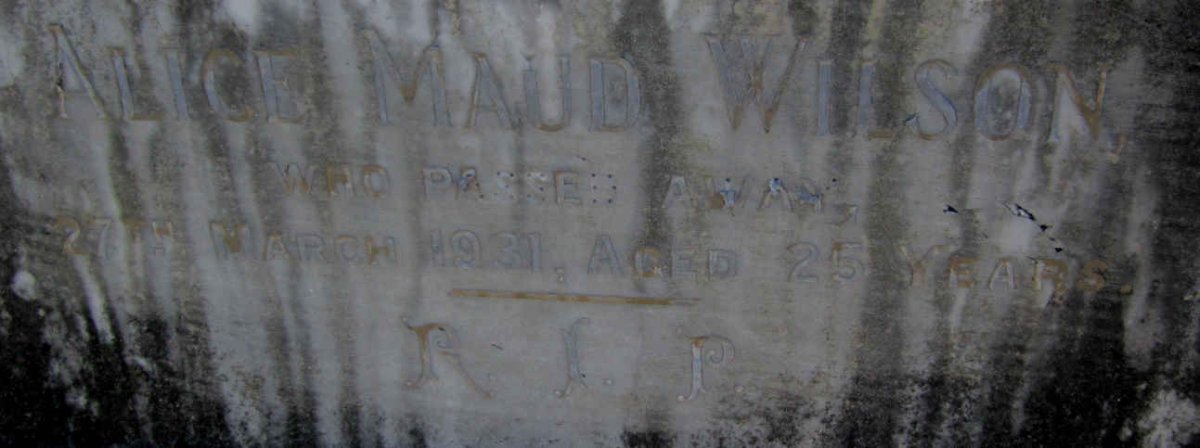 Alice Maud Wilson,
WHO PASSED AWAY,
27TH MARCH 1931, AGED 25 YEARS.
R. I. P.